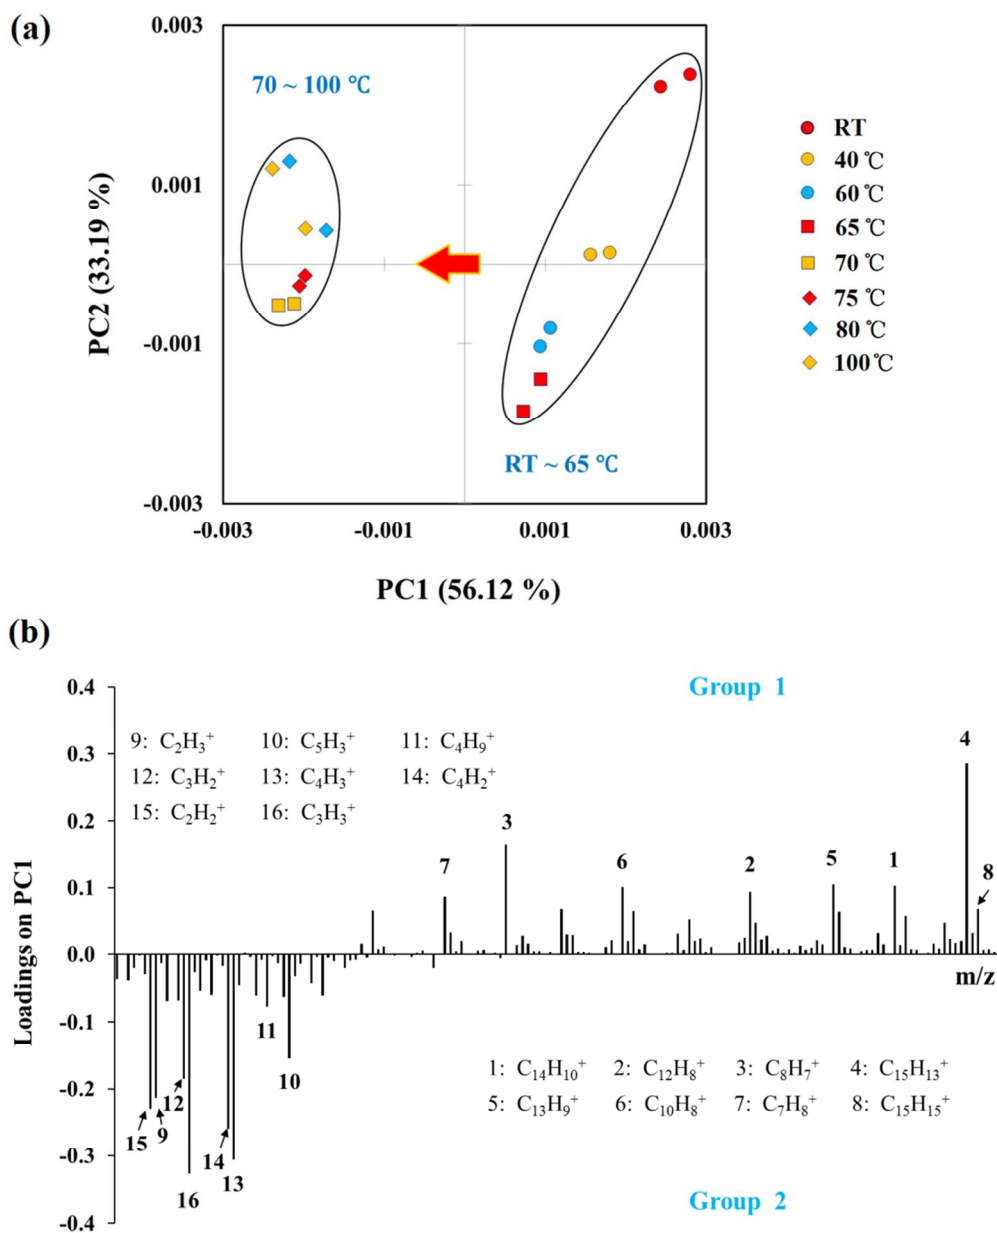 (a)
0.003
0.001
-0.001
-0.003
PC2 (33.19 %)
70 ~ 100 ℃
RT ~ 65 ℃
-0.003 -0.001 0.001 0.003
PC1 (56.12 %)
RT
40 ℃
60 ℃
65 ℃
70 ℃
75 ℃
80 ℃
100 ℃
(b)
Group 1
0.4
0.3
0.2
0.1
0.0
-0.1
-0.2
-0.3
-0.4
Loadings on PC1
9: C₂H₃⁺ 10: C₅H₃⁺ 11: C₄H₉⁺
12: C₃H₂⁺ 13: C₄H₃⁺ 14: C₄H₂⁺
15: C₂H₂⁺ 16: C₃H₃⁺
7
3
6
2
5
1
4
8
m/z
15
9
12
16
14
13
11
10
1: C₁₄H₁₀⁺ 2: C₁₂H₈⁺ 3: C₈H₇⁺ 4: C₁₅H₁₃⁺
5: C₁₃H₉⁺ 6: C₁₀H₈⁺ 7: C₇H₈⁺ 8: C₁₅H₁₅⁺
Group 2